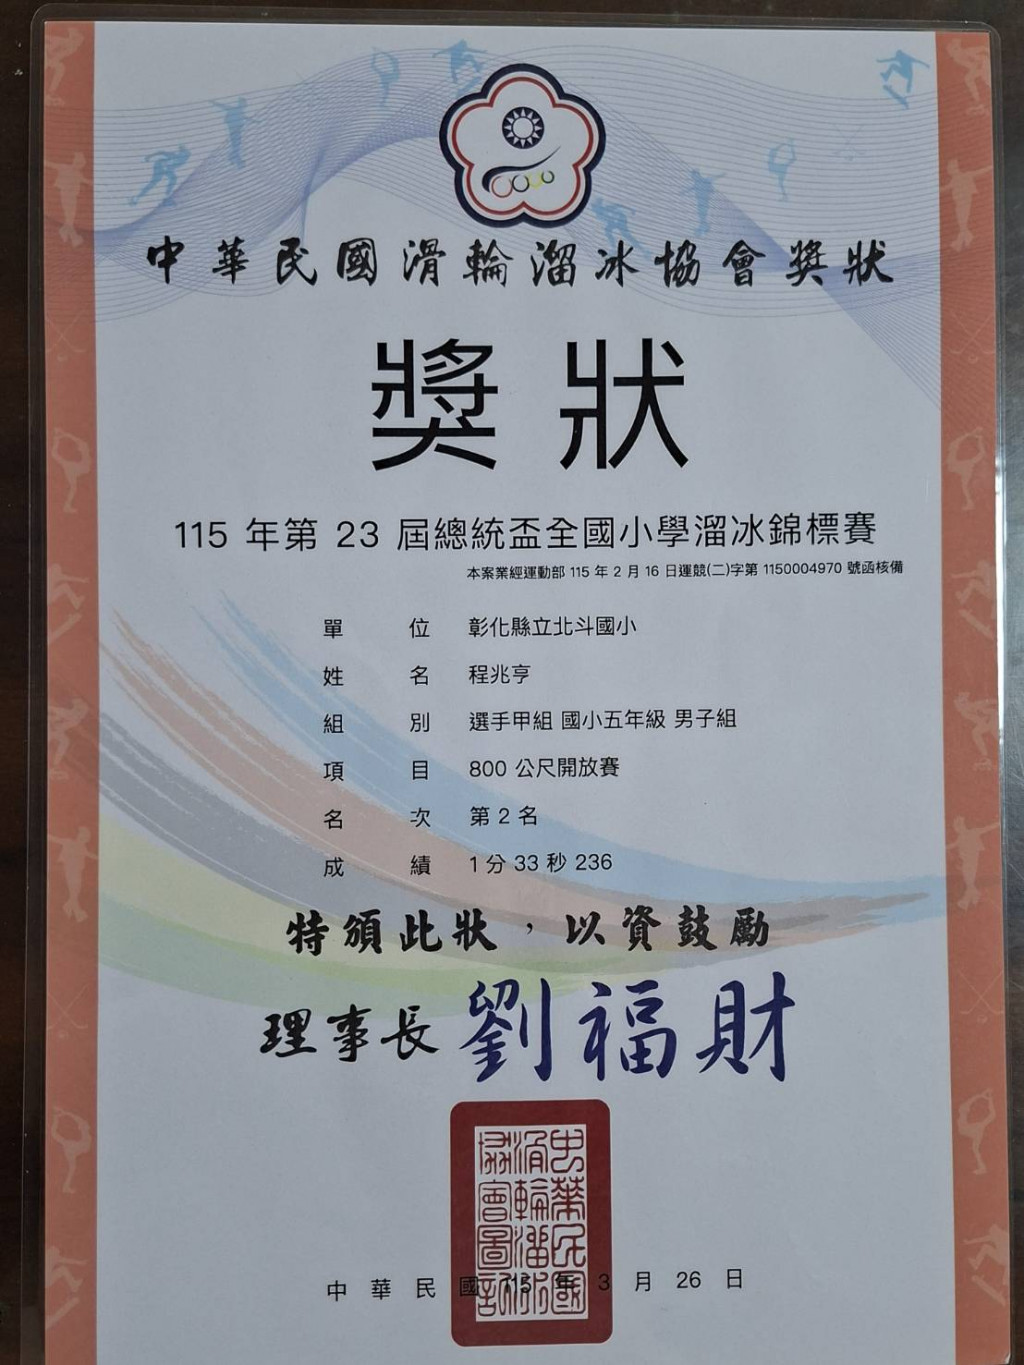 中華民國滑輪溜冰協會獎狀
獎狀
115 年第 23 屆總統盃全國小學溜冰錦標賽
本案業經運動部 115 年 2 月 16 日運競(二)字第 1150004970 號函核備
單位 彰化縣立北斗國小
姓名 程兆亨
組別 選手甲組 國小五年級 男子組
項目 800 公尺開放賽
名次 第 2 名
成績 1 分 33 秒 236
特頒此狀，以資鼓勵
理事長 劉福財
中華民國滑輪溜冰協會圖記
中華民國 115 年 3 月 26 日